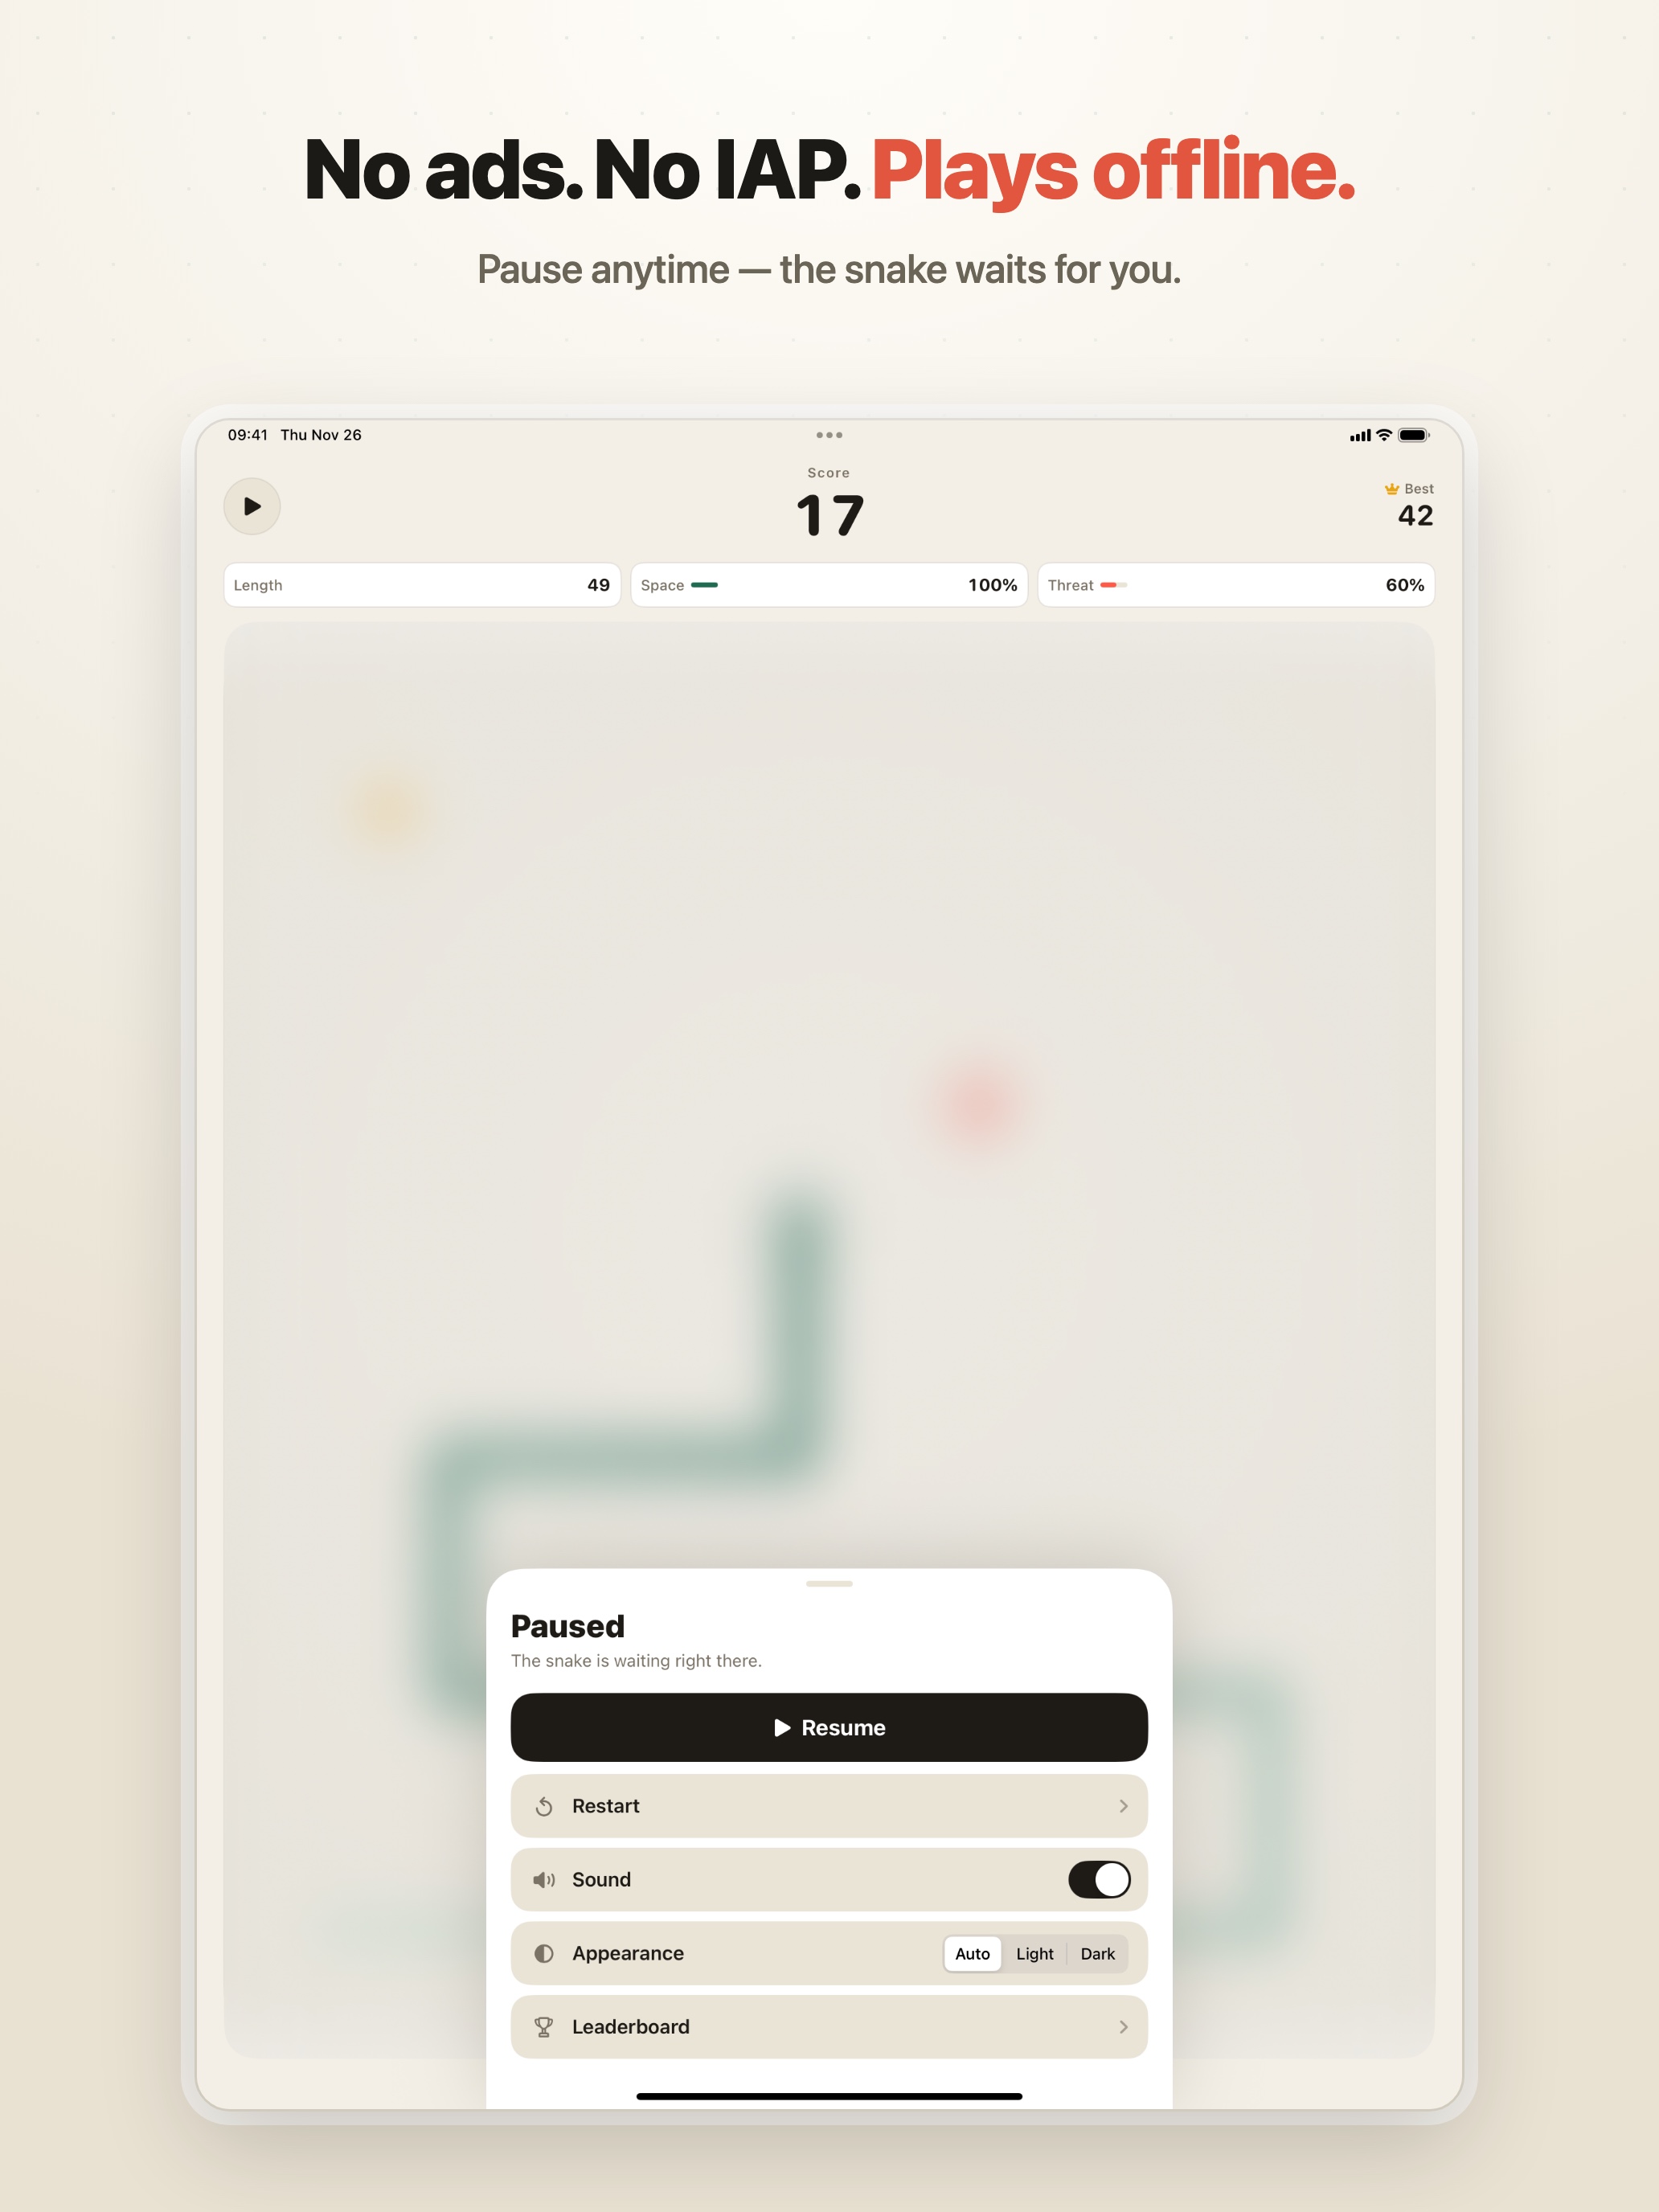 No ads. No IAP. Plays offline.
Pause anytime — the snake waits for you.
09:41 Thu Nov 26
Score
17
Best
42
Length 49
Space 100%
Threat 60%
Paused
The snake is waiting right there.
Resume
Restart
Sound
Appearance Auto Light Dark
Leaderboard